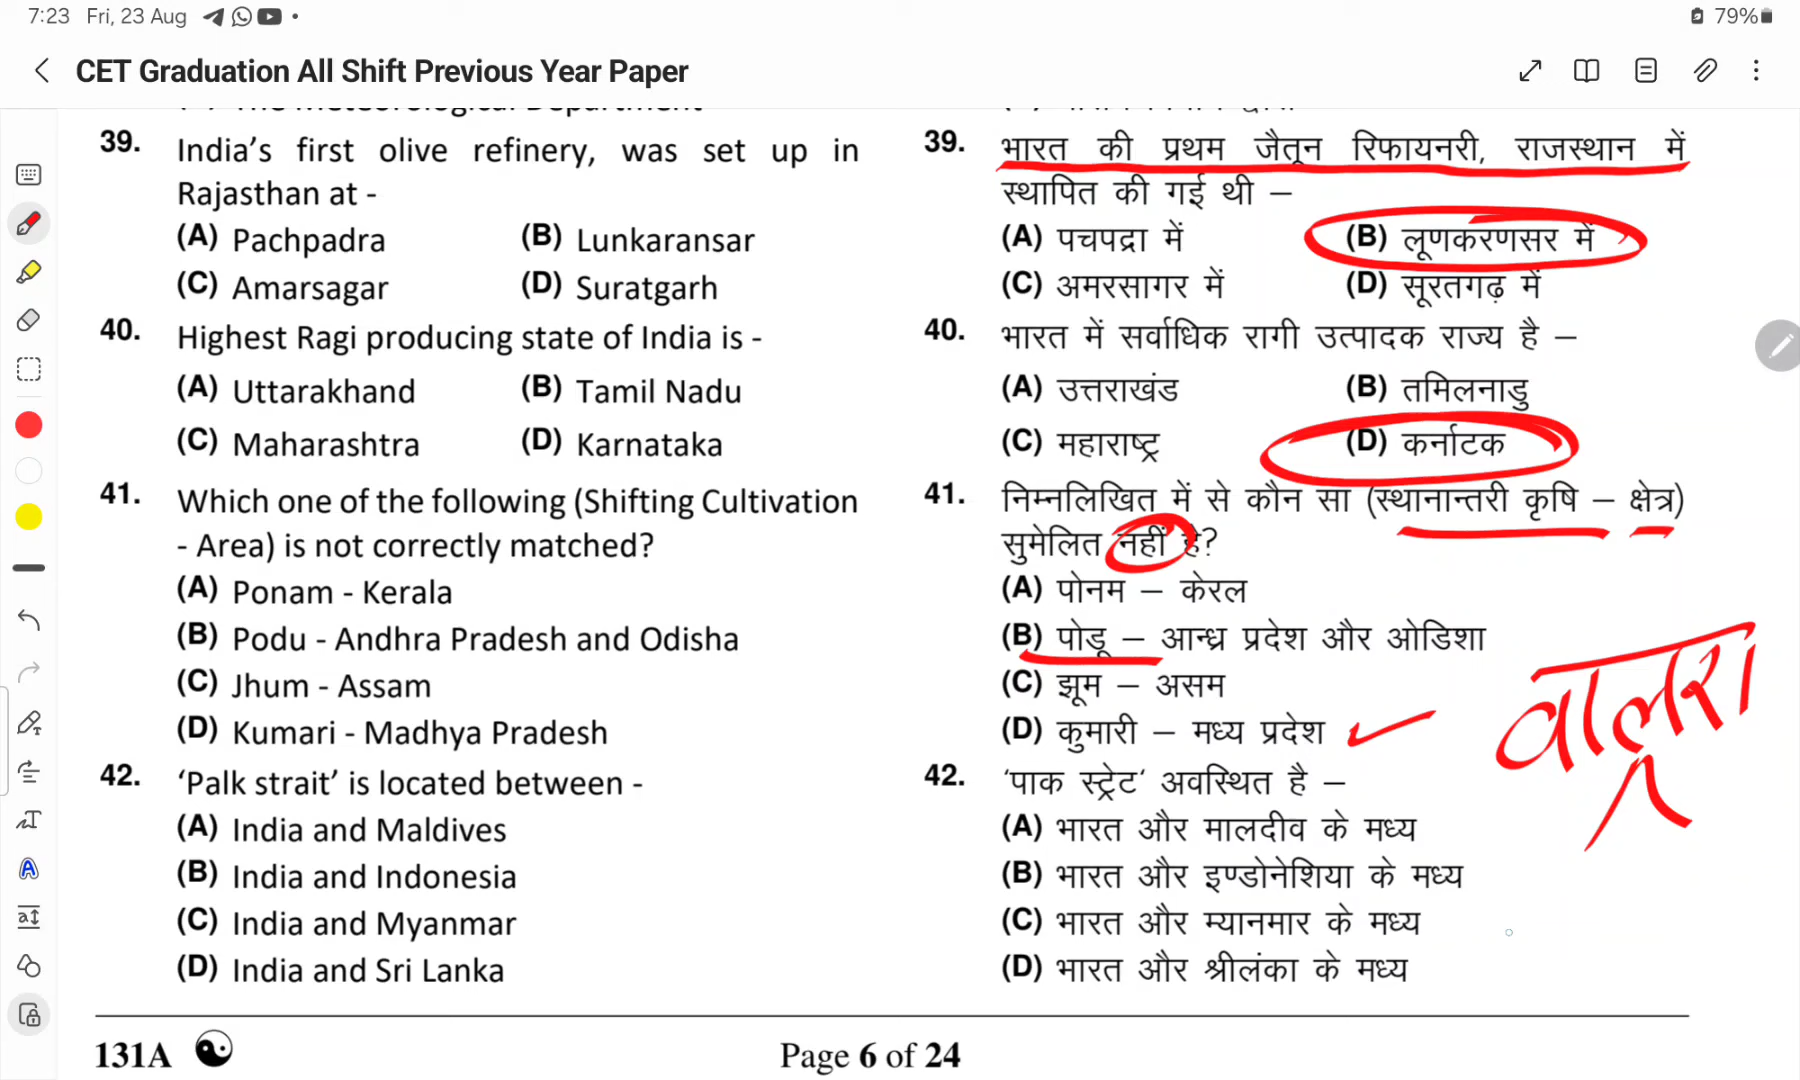 7:23 Fri, 23 Aug
79%
CET Graduation All Shift Previous Year Paper
39. India's first olive refinery, was set up in
Rajasthan at -
(A) Pachpadra (B) Lunkaransar
(C) Amarsagar (D) Suratgarh
40. Highest Ragi producing state of India is -
(A) Uttarakhand (B) Tamil Nadu
(C) Maharashtra (D) Karnataka
41. Which one of the following (Shifting Cultivation
- Area) is not correctly matched?
(A) Ponam - Kerala
(B) Podu - Andhra Pradesh and Odisha
(C) Jhum - Assam
(D) Kumari - Madhya Pradesh
42. ‘Palk strait’ is located between -
(A) India and Maldives
(B) India and Indonesia
(C) India and Myanmar
(D) India and Sri Lanka
39. भारत की प्रथम जैतून रिफायनरी, राजस्थान में
स्थापित की गई थी –
(A) पचपद्रा में (B) लूणकरणसर में
(C) अमरसागर में (D) सूरतगढ़ में
40. भारत में सर्वाधिक रागी उत्पादक राज्य है –
(A) उत्तराखंड (B) तमिलनाडु
(C) महाराष्ट्र (D) कर्नाटक
41. निम्नलिखित में से कौन सा (स्थानान्तरी कृषि – क्षेत्र)
सुमेलित नहीं है?
(A) पोनम – केरल
(B) पोडू – आन्ध्र प्रदेश और ओडिशा
(C) झूम – असम
(D) कुमारी – मध्य प्रदेश
42. ‘पाक स्ट्रेट‘ अवस्थित है –
(A) भारत और मालदीव के मध्य
(B) भारत और इण्डोनेशिया के मध्य
(C) भारत और म्यानमार के मध्य
(D) भारत और श्रीलंका के मध्य
131A Page 6 of 24